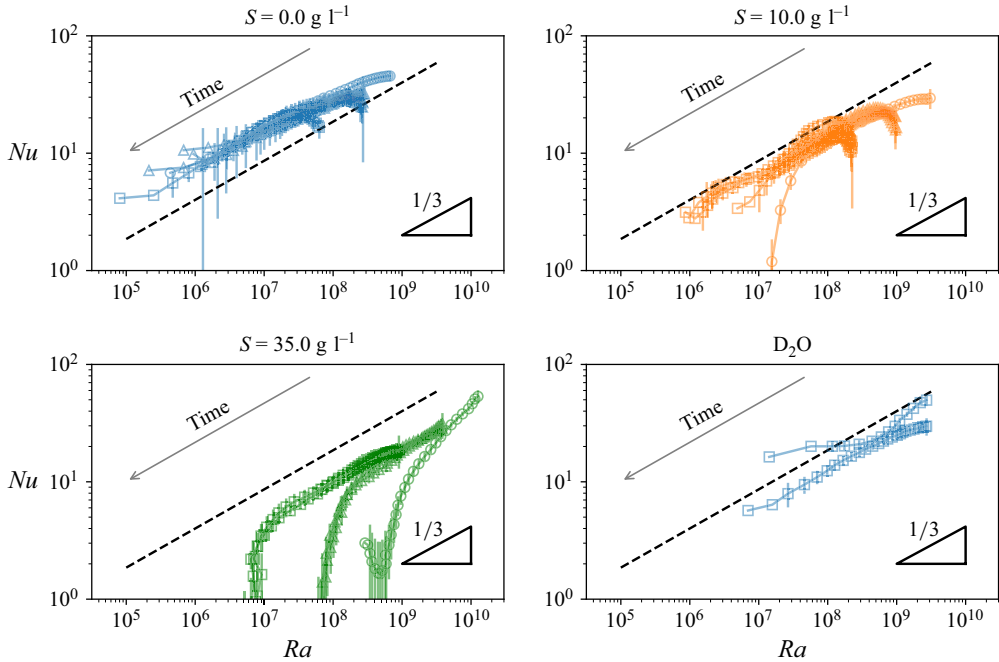 S = 0.0 g l⁻¹
S = 10.0 g l⁻¹
10²
10¹
10⁰
Nu
Time
1/3
10⁵ 10⁶ 10⁷ 10⁸ 10⁹ 10¹⁰
10²
10¹
10⁰
Time
1/3
10⁵ 10⁶ 10⁷ 10⁸ 10⁹ 10¹⁰
S = 35.0 g l⁻¹
D₂O
10²
10¹
10⁰
Nu
Time
1/3
10⁵ 10⁶ 10⁷ 10⁸ 10⁹ 10¹⁰
Ra
10²
10¹
10⁰
Time
1/3
10⁵ 10⁶ 10⁷ 10⁸ 10⁹ 10¹⁰
Ra